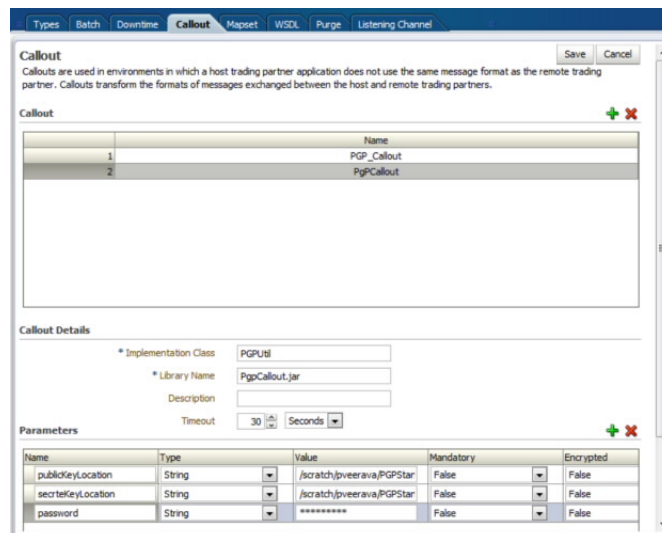 Types Batch Downtime Callout Mapset WSDL Purge Listening Channel
Callout Save Cancel
Callouts are used in environments in which a host trading partner application does not use the same message format as the remote trading
partner. Callouts transform the formats of messages exchanged between the host and remote trading partners.
Callout
Name
1 PGP_Callout
2 PgPCallout
Callout Details
* Implementation Class PGPUtil
* Library Name PgpCallout.jar
Description
Timeout 30 Seconds
Parameters
Name Type Value Mandatory Encrypted
publicKeyLocation String /scratch/pveerava/PGPStar False False
secrteKeyLocation String /scratch/pveerava/PGPStar False False
password String ********* False False